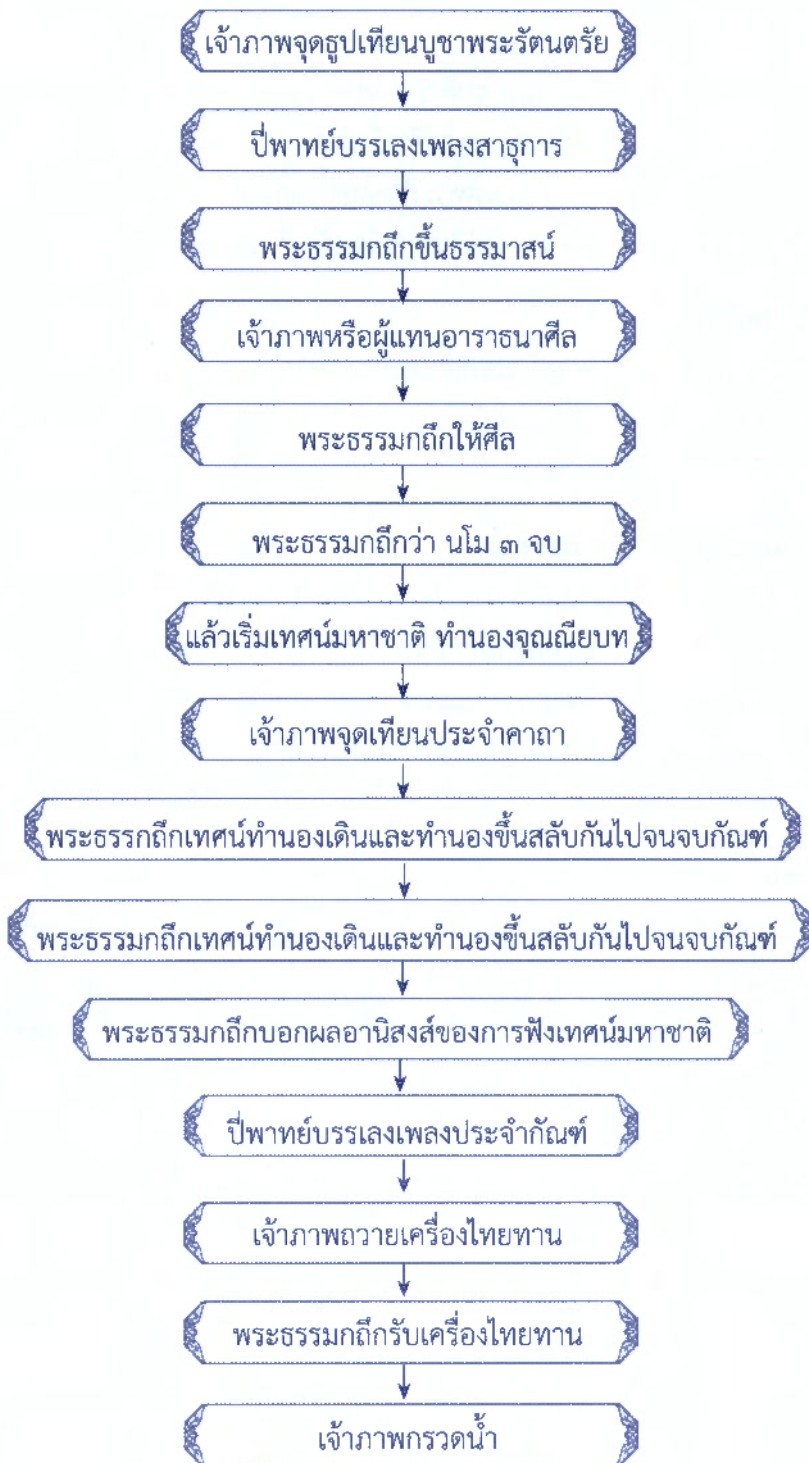 เจ้าภาพจุดธูปเทียนบูชาพระรัตนตรัย
ปี่พาทย์บรรเลงเพลงสาธุการ
พระธรรมกถึกขึ้นธรรมาสน์
เจ้าภาพหรือผู้แทนอาราธนาศีล
พระธรรมกถึกให้ศีล
พระธรรมกถึกว่า นโม ๓ จบ
แล้วเริ่มเทศน์มหาชาติ ทำนองจุณณียบท
เจ้าภาพจุดเทียนประจำคาถา
พระธรรกถึกเทศน์ทำนองเดินและทำนองขึ้นสลับกันไปจนจบกัณฑ์
พระธรรมกถึกเทศน์ทำนองเดินและทำนองขึ้นสลับกันไปจนจบกัณฑ์
พระธรรมกถึกบอกผลอานิสงส์ของการฟังเทศน์มหาชาติ
ปี่พาทย์บรรเลงเพลงประจำกัณฑ์
เจ้าภาพถวายเครื่องไทยทาน
พระธรรมกถึกรับเครื่องไทยทาน
เจ้าภาพกรวดน้ำ